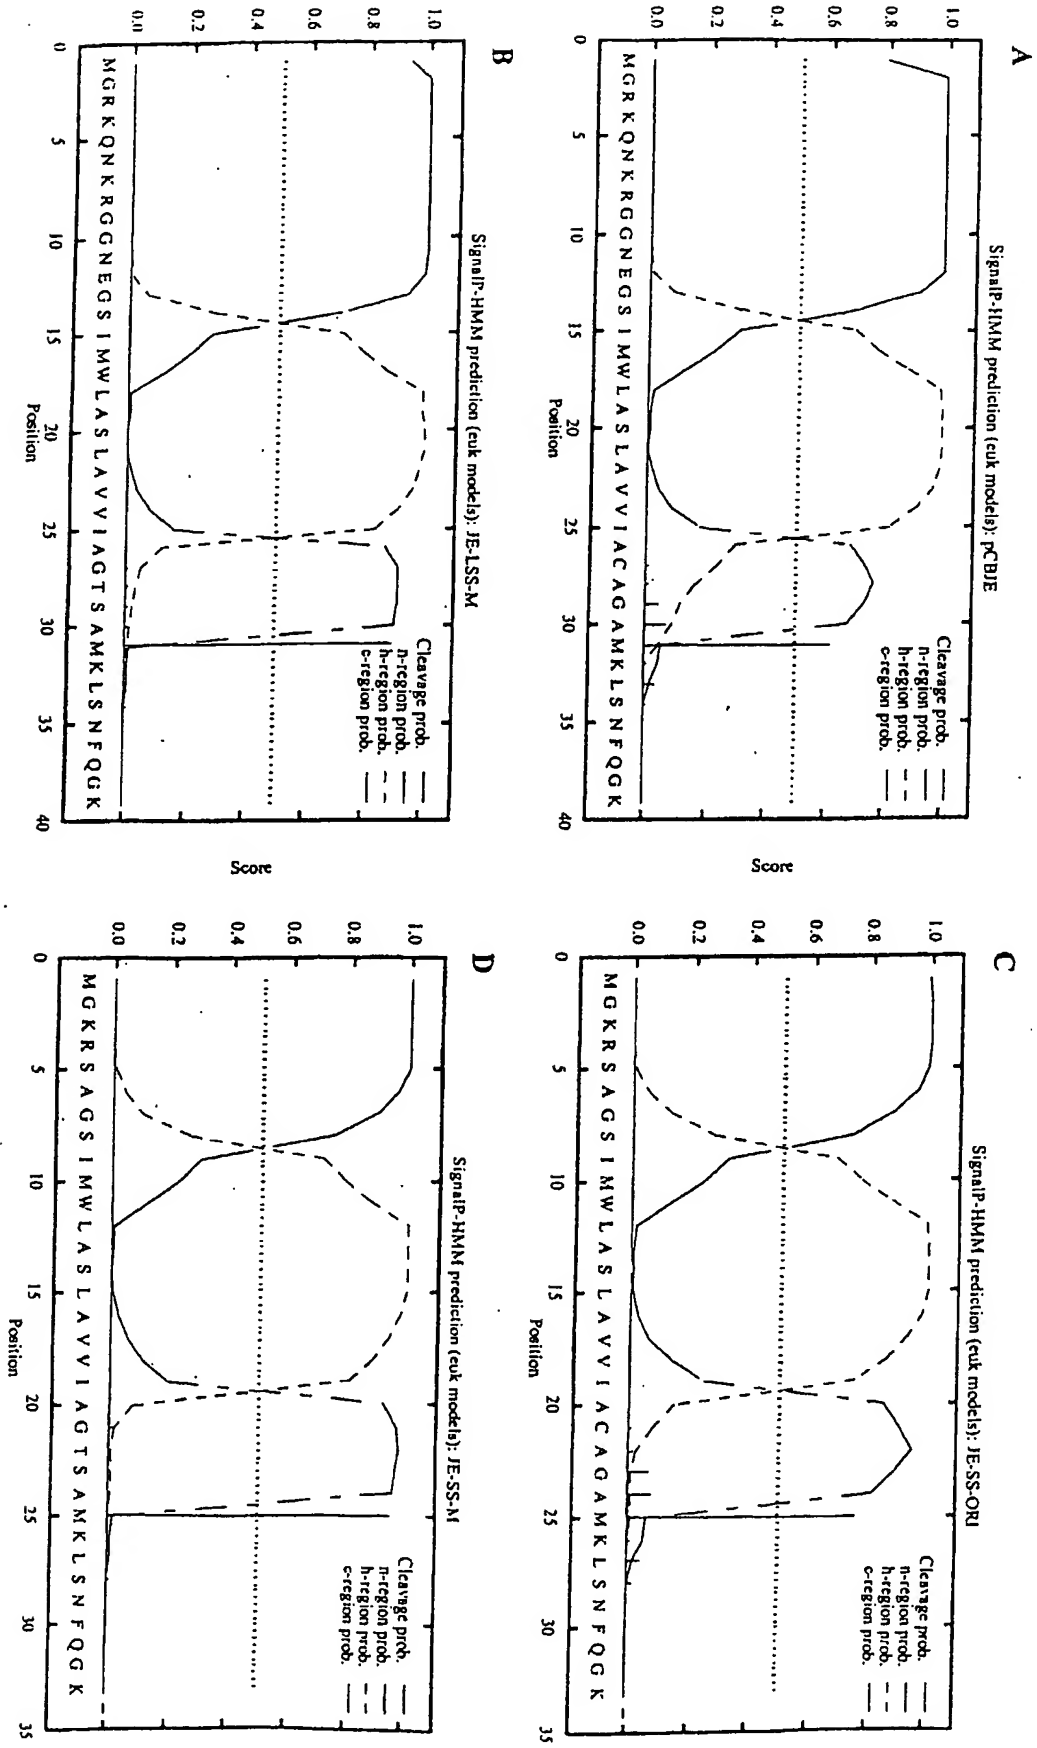 A
SignalP-HMM prediction (euk models): pCBJE
1.0
0.8
0.6
0.4
0.2
0.0
Cleavage prob.
n-region prob.
h-region prob.
c-region prob.
M G R K Q N K R G G N E G S I M W L A S L A V V I A C A G A M K L S N F Q G K
0 5 10 15 20 25 30 35 40
Position
B
SignalP-HMM prediction (euk models): JE-LSS-M
1.0
0.8
0.6
0.4
0.2
0.0
Cleavage prob.
n-region prob.
h-region prob.
c-region prob.
M G R K Q N K R G G N E G S I M W L A S L A V V I A G T S A M K L S N F Q G K
0 5 10 15 20 25 30 35 40
Position
C
SignalP-HMM prediction (euk models): JE-SS-ORI
Score
1.0
0.8
0.6
0.4
0.2
0.0
Cleavage prob.
n-region prob.
h-region prob.
c-region prob.
M G K R S A G S I M W L A S L A V V I A C A G A M K L S N F Q G K
0 5 10 15 20 25 30 35
Position
D
SignalP-HMM prediction (euk models): JE-SS-M
Score
1.0
0.8
0.6
0.4
0.2
0.0
Cleavage prob.
n-region prob.
h-region prob.
c-region prob.
M G K R S A G S I M W L A S L A V V I A G T S A M K L S N F Q G K
0 5 10 15 20 25 30 35
Position